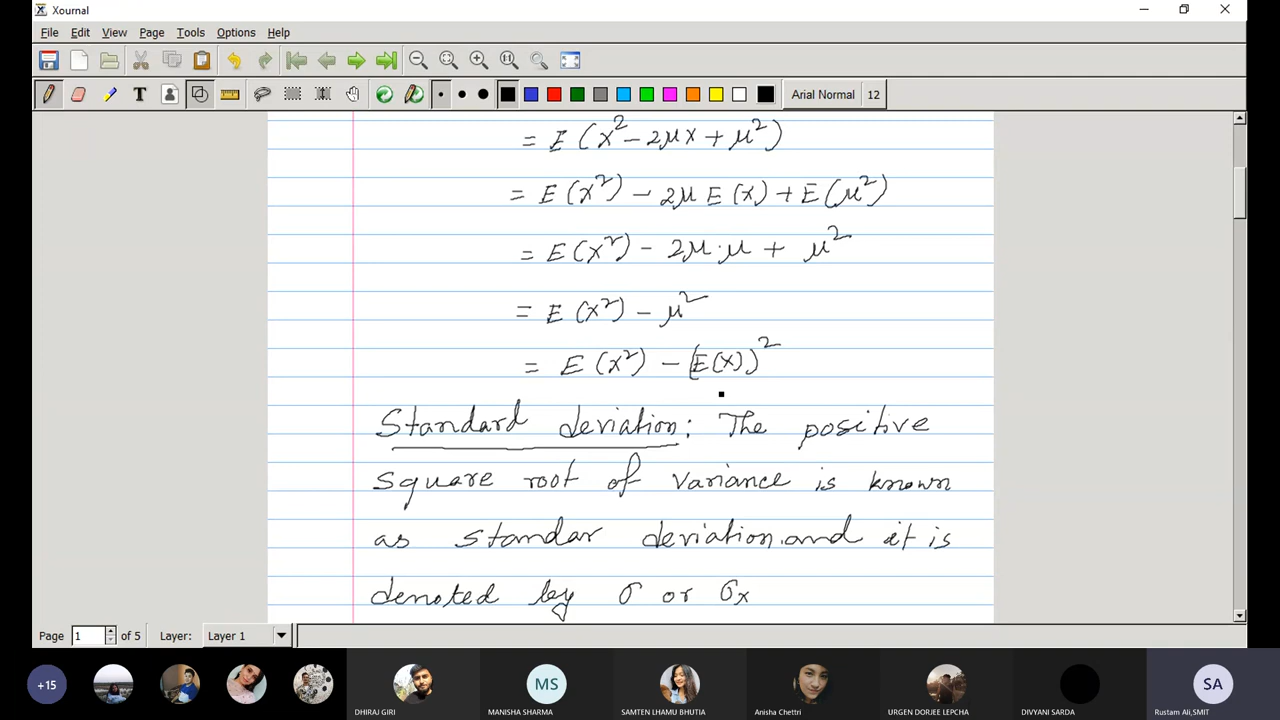 Xournal
File Edit View Page Tools Options Help
Arial Normal 12
= E (x² - 2μx + μ²)
= E(x²) - 2μ E(x) + E(μ²)
= E(x²) - 2μ.μ + μ²
= E(x²) - μ²
= E(x²) - (E(x))²
Standard deviation: The positive
square root of variance is known
as standar deviation.and it is
denoted by σ or σx
Page 1 of 5 Layer: Layer 1
+15 MS SA
DHIRAJ GIRI MANISHA SHARMA SAMTEN LHAMU BHUTIA Anisha Chettri URGEN DORJEE LEPCHA DIVYANI SARDA Rustam Ali,SMIT